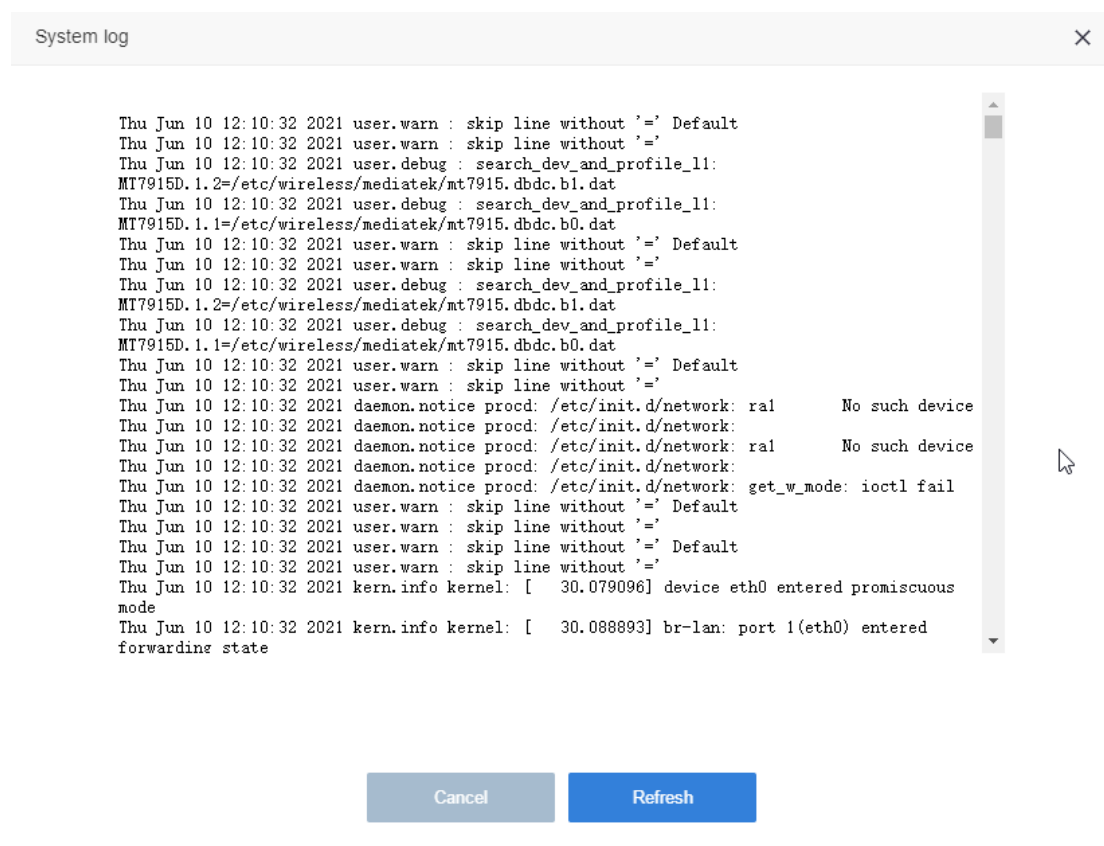 System log
Thu Jun 10 12:10:32 2021 user.warn : skip line without '=' Default
Thu Jun 10 12:10:32 2021 user.warn : skip line without '='
Thu Jun 10 12:10:32 2021 user.debug : search_dev_and_profile_l1:
MT7915D.1.2=/etc/wireless/mediatek/mt7915.dbdc.b1.dat
Thu Jun 10 12:10:32 2021 user.debug : search_dev_and_profile_l1:
MT7915D.1.1=/etc/wireless/mediatek/mt7915.dbdc.b0.dat
Thu Jun 10 12:10:32 2021 user.warn : skip line without '=' Default
Thu Jun 10 12:10:32 2021 user.warn : skip line without '='
Thu Jun 10 12:10:32 2021 user.debug : search_dev_and_profile_l1:
MT7915D.1.2=/etc/wireless/mediatek/mt7915.dbdc.b1.dat
Thu Jun 10 12:10:32 2021 user.debug : search_dev_and_profile_l1:
MT7915D.1.1=/etc/wireless/mediatek/mt7915.dbdc.b0.dat
Thu Jun 10 12:10:32 2021 user.warn : skip line without '=' Default
Thu Jun 10 12:10:32 2021 user.warn : skip line without '='
Thu Jun 10 12:10:32 2021 daemon.notice procd: /etc/init.d/network: ra1       No such device
Thu Jun 10 12:10:32 2021 daemon.notice procd: /etc/init.d/network:
Thu Jun 10 12:10:32 2021 daemon.notice procd: /etc/init.d/network: ra1       No such device
Thu Jun 10 12:10:32 2021 daemon.notice procd: /etc/init.d/network:
Thu Jun 10 12:10:32 2021 daemon.notice procd: /etc/init.d/network: get_w_mode: ioctl fail
Thu Jun 10 12:10:32 2021 user.warn : skip line without '=' Default
Thu Jun 10 12:10:32 2021 user.warn : skip line without '='
Thu Jun 10 12:10:32 2021 user.warn : skip line without '=' Default
Thu Jun 10 12:10:32 2021 user.warn : skip line without '='
Thu Jun 10 12:10:32 2021 kern.info kernel: [   30.079096] device eth0 entered promiscuous
mode
Thu Jun 10 12:10:32 2021 kern.info kernel: [   30.088893] br-lan: port 1(eth0) entered
forwarding state
Cancel
Refresh